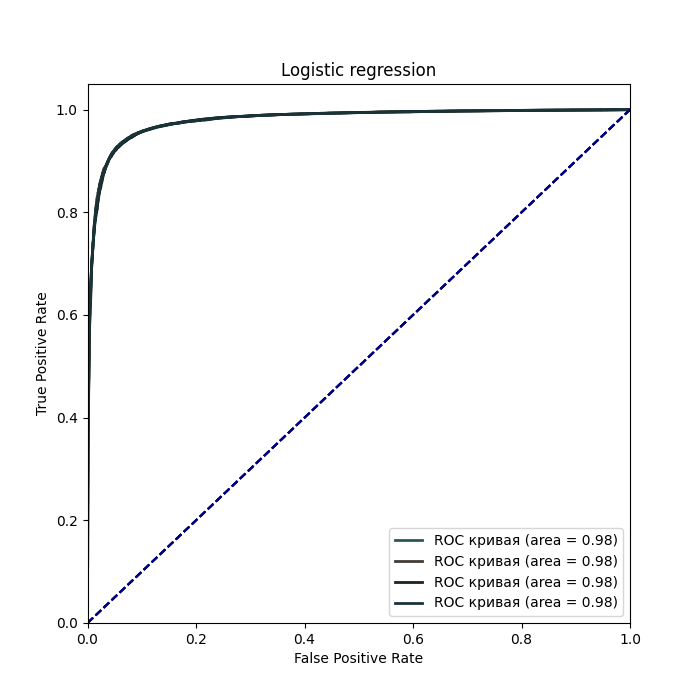 Logistic regression
1.0
0.8
0.6
0.4
0.2
0.0
True Positive Rate
ROC кривая (area = 0.98)
ROC кривая (area = 0.98)
ROC кривая (area = 0.98)
ROC кривая (area = 0.98)
0.0 0.2 0.4 0.6 0.8 1.0
False Positive Rate